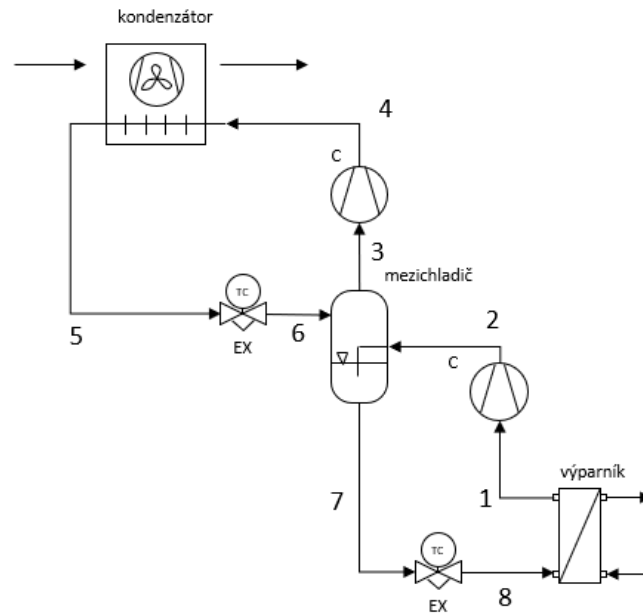 kondenzátor
4
C
3
mezichladič
TC
5
6
EX
2
C
výparník
7
1
TC
8
EX